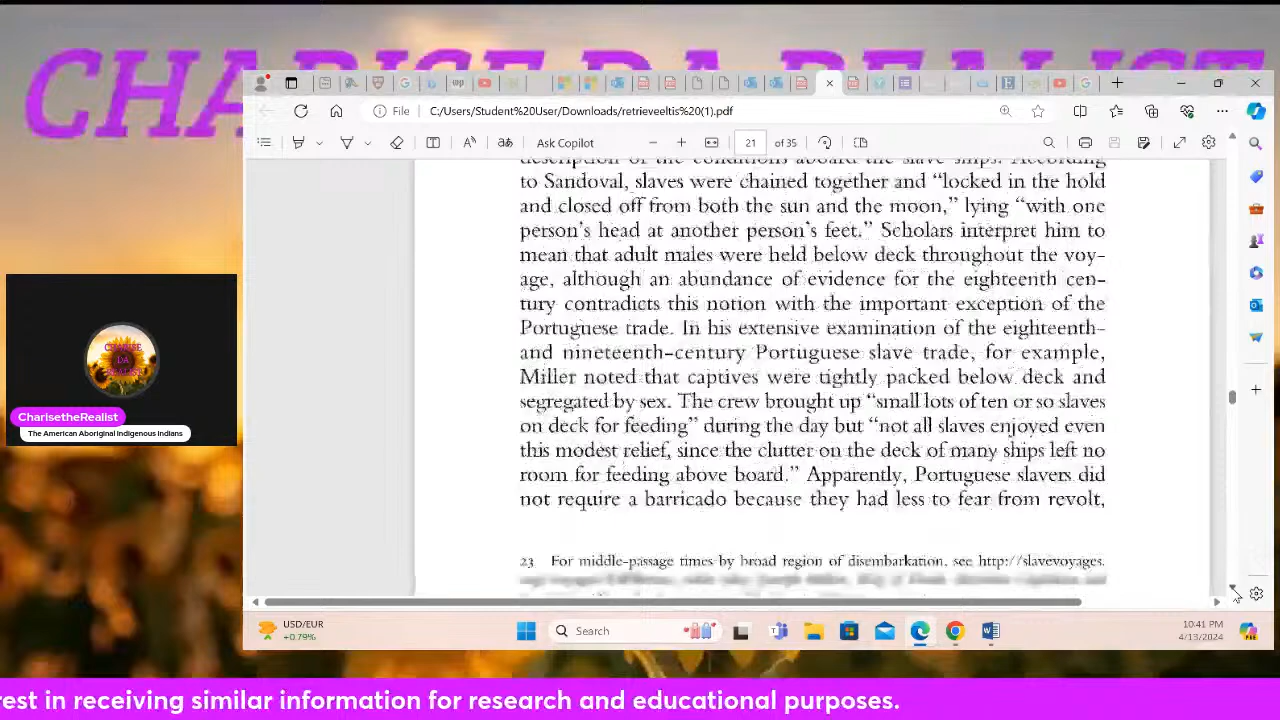 CHARISE DA REALIST
File C:/Users/Student%20User/Downloads/retrieveeltis%20(1).pdf
Ask Copilot 21 of 35
to Sandoval, slaves were chained together and “locked in the hold
and closed off from both the sun and the moon,” lying “with one
person’s head at another person’s feet.” Scholars interpret him to
mean that adult males were held below deck throughout the voy-
age, although an abundance of evidence for the eighteenth cen-
tury contradicts this notion with the important exception of the
Portuguese trade. In his extensive examination of the eighteenth-
and nineteenth-century Portuguese slave trade, for example,
Miller noted that captives were tightly packed below deck and
segregated by sex. The crew brought up “small lots of ten or so slaves
on deck for feeding” during the day but “not all slaves enjoyed even
this modest relief, since the clutter on the deck of many ships left no
room for feeding above board.” Apparently, Portuguese slavers did
not require a barricado because they had less to fear from revolt,
23 For middle-passage times by broad region of disembarkation, see http://slavevoyages.
CHARISE
DA
REALIST
CharisetheRealist
The American Aboriginal Indigenous Indians
USD/EUR
+0.79%
Search
10:41 PM
4/13/2024
rest in receiving similar information for research and educational purposes.